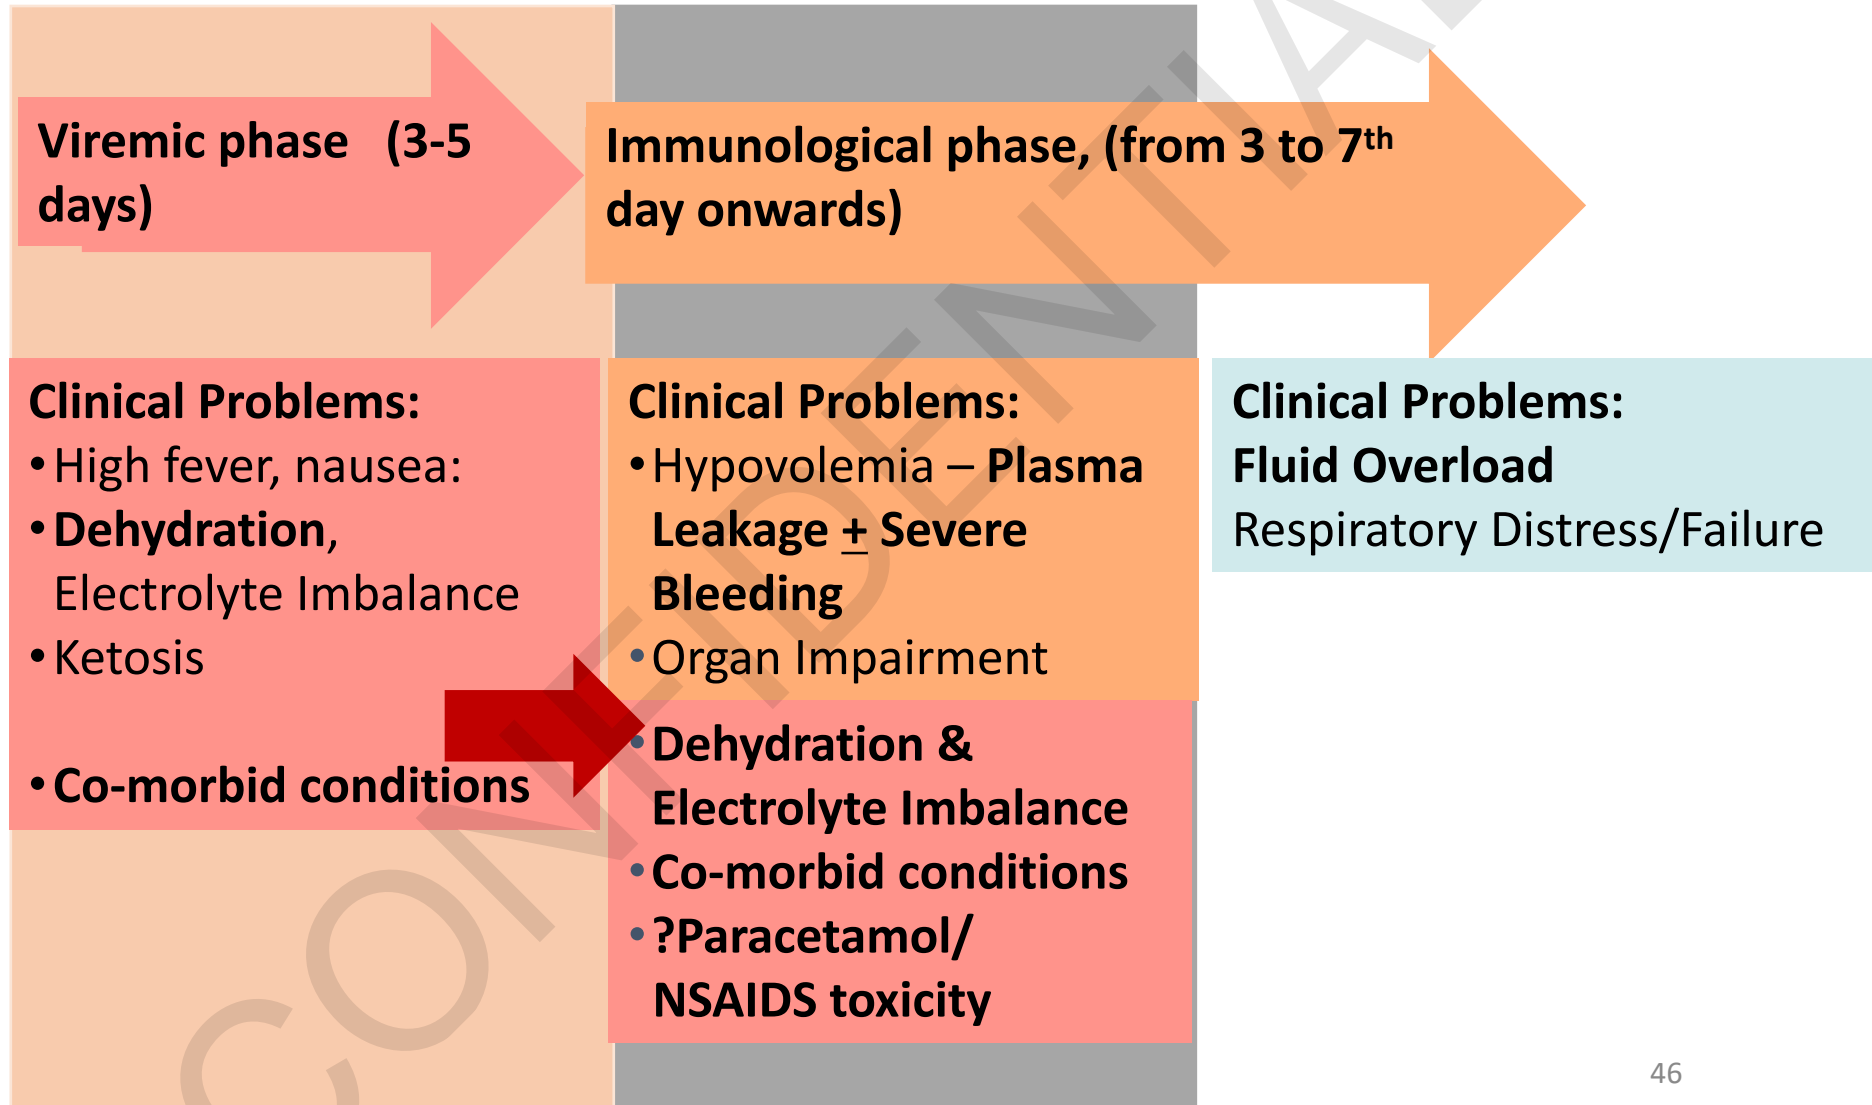 Viremic phase (3-5
days)
Immunological phase, (from 3 to 7th
day onwards)
Clinical Problems:
•High fever, nausea:
•Dehydration,
Electrolyte Imbalance
•Ketosis
•Co-morbid conditions
Clinical Problems:
•Hypovolemia – Plasma
Leakage ± Severe
Bleeding
•Organ Impairment
•Dehydration &
Electrolyte Imbalance
•Co-morbid conditions
•?Paracetamol/
NSAIDS toxicity
Clinical Problems:
Fluid Overload
Respiratory Distress/Failure
CONFIDENTIAL
46